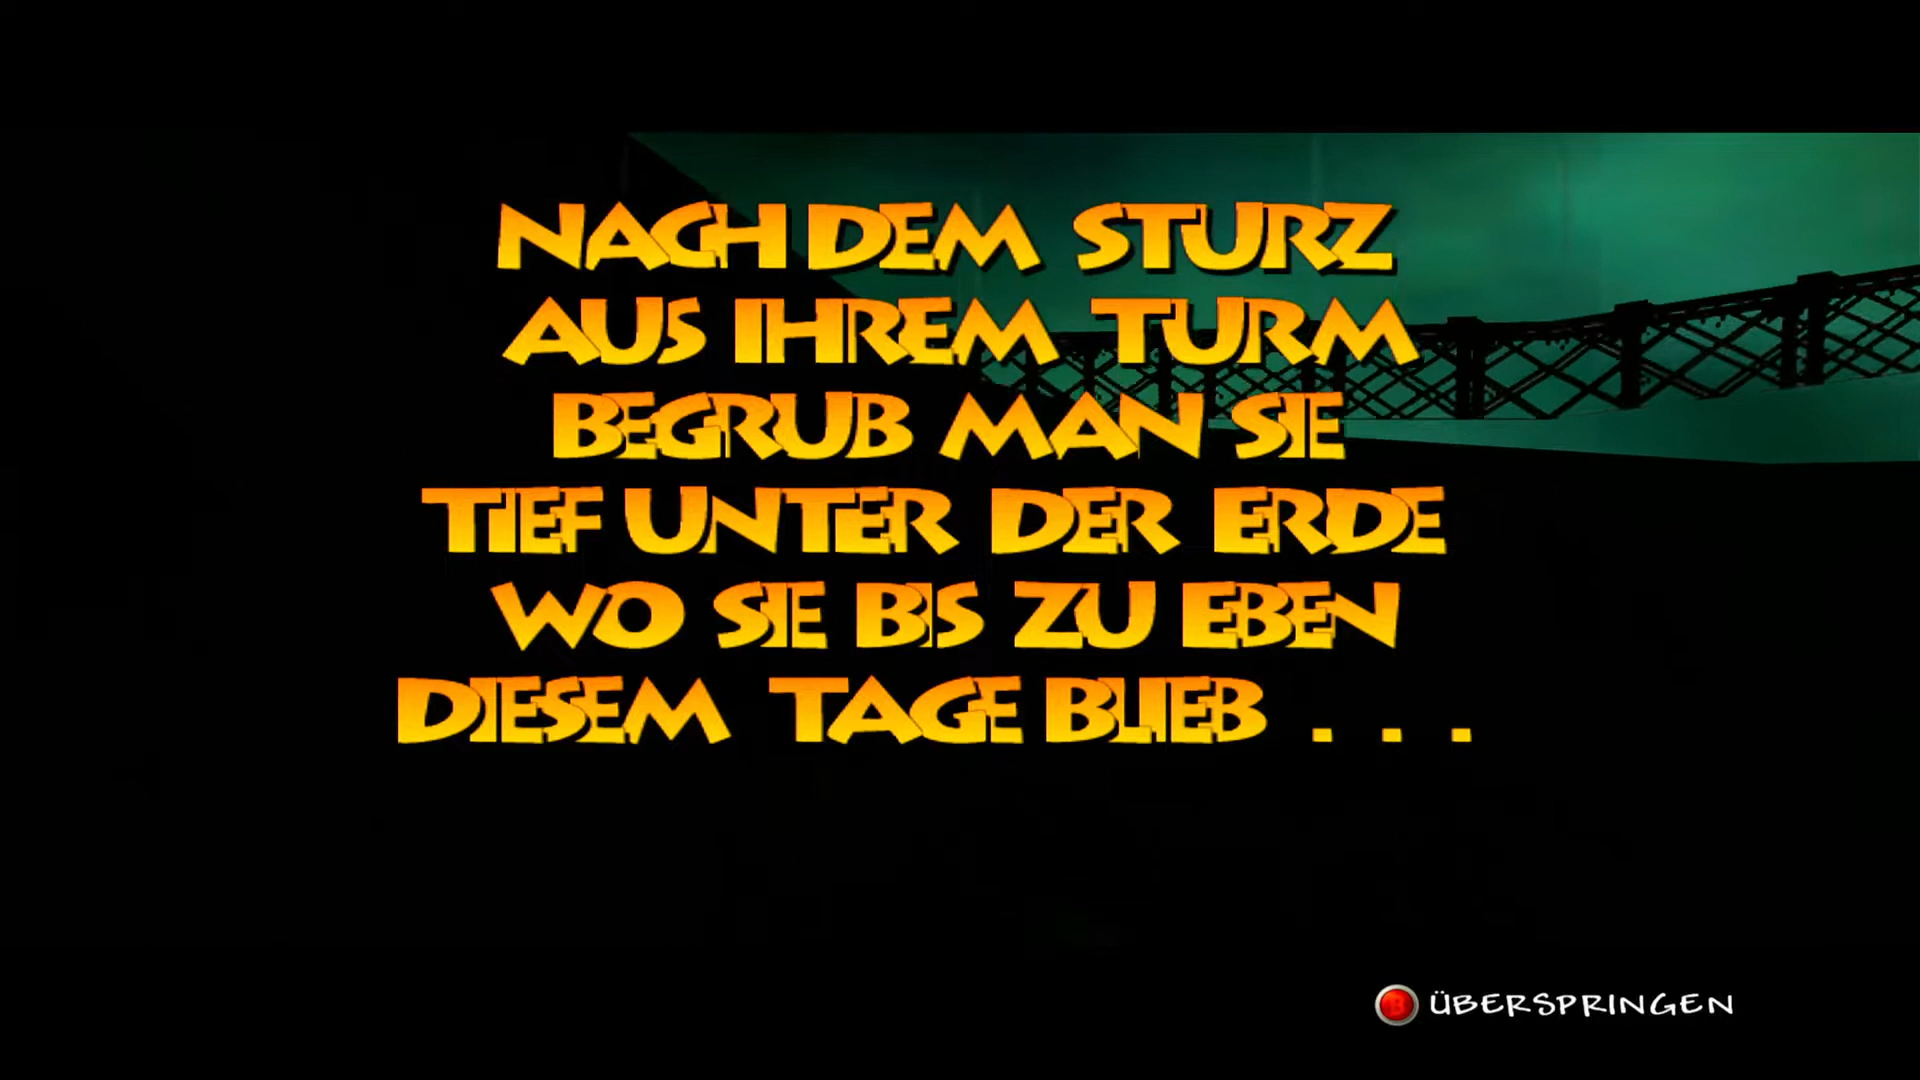 NACH DEM STURZ
AUS IHREM TURM
BEGRUB MAN SIE
TIEF UNTER DER ERDE
WO SIE BIS ZU EBEN
DIESEM TAGE BLIEB . . .
B ÜBERSPRINGEN